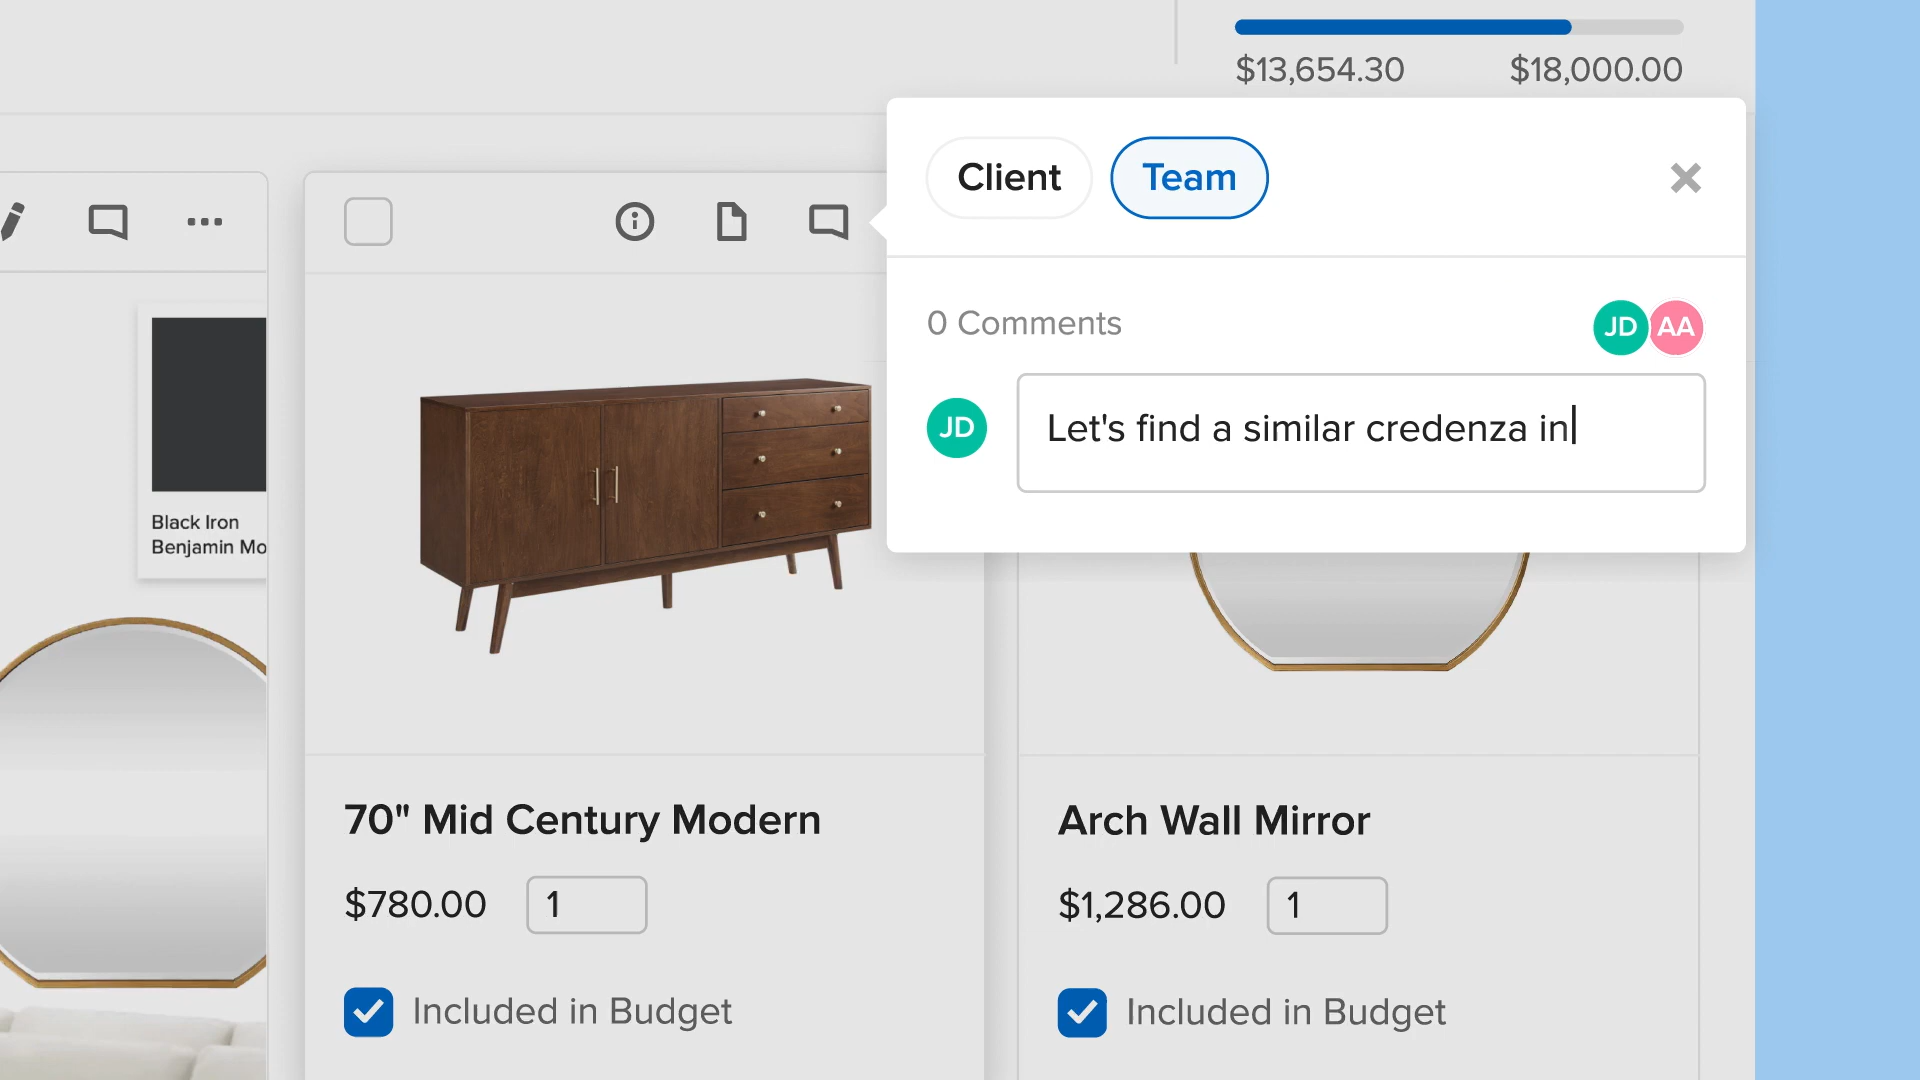 $13,654.30 $18,000.00
Client Team
0 Comments JD AA
JD Let's find a similar credenza in
Black Iron
Benjamin Mo
70" Mid Century Modern
$780.00 1
Included in Budget
Arch Wall Mirror
$1,286.00 1
Included in Budget